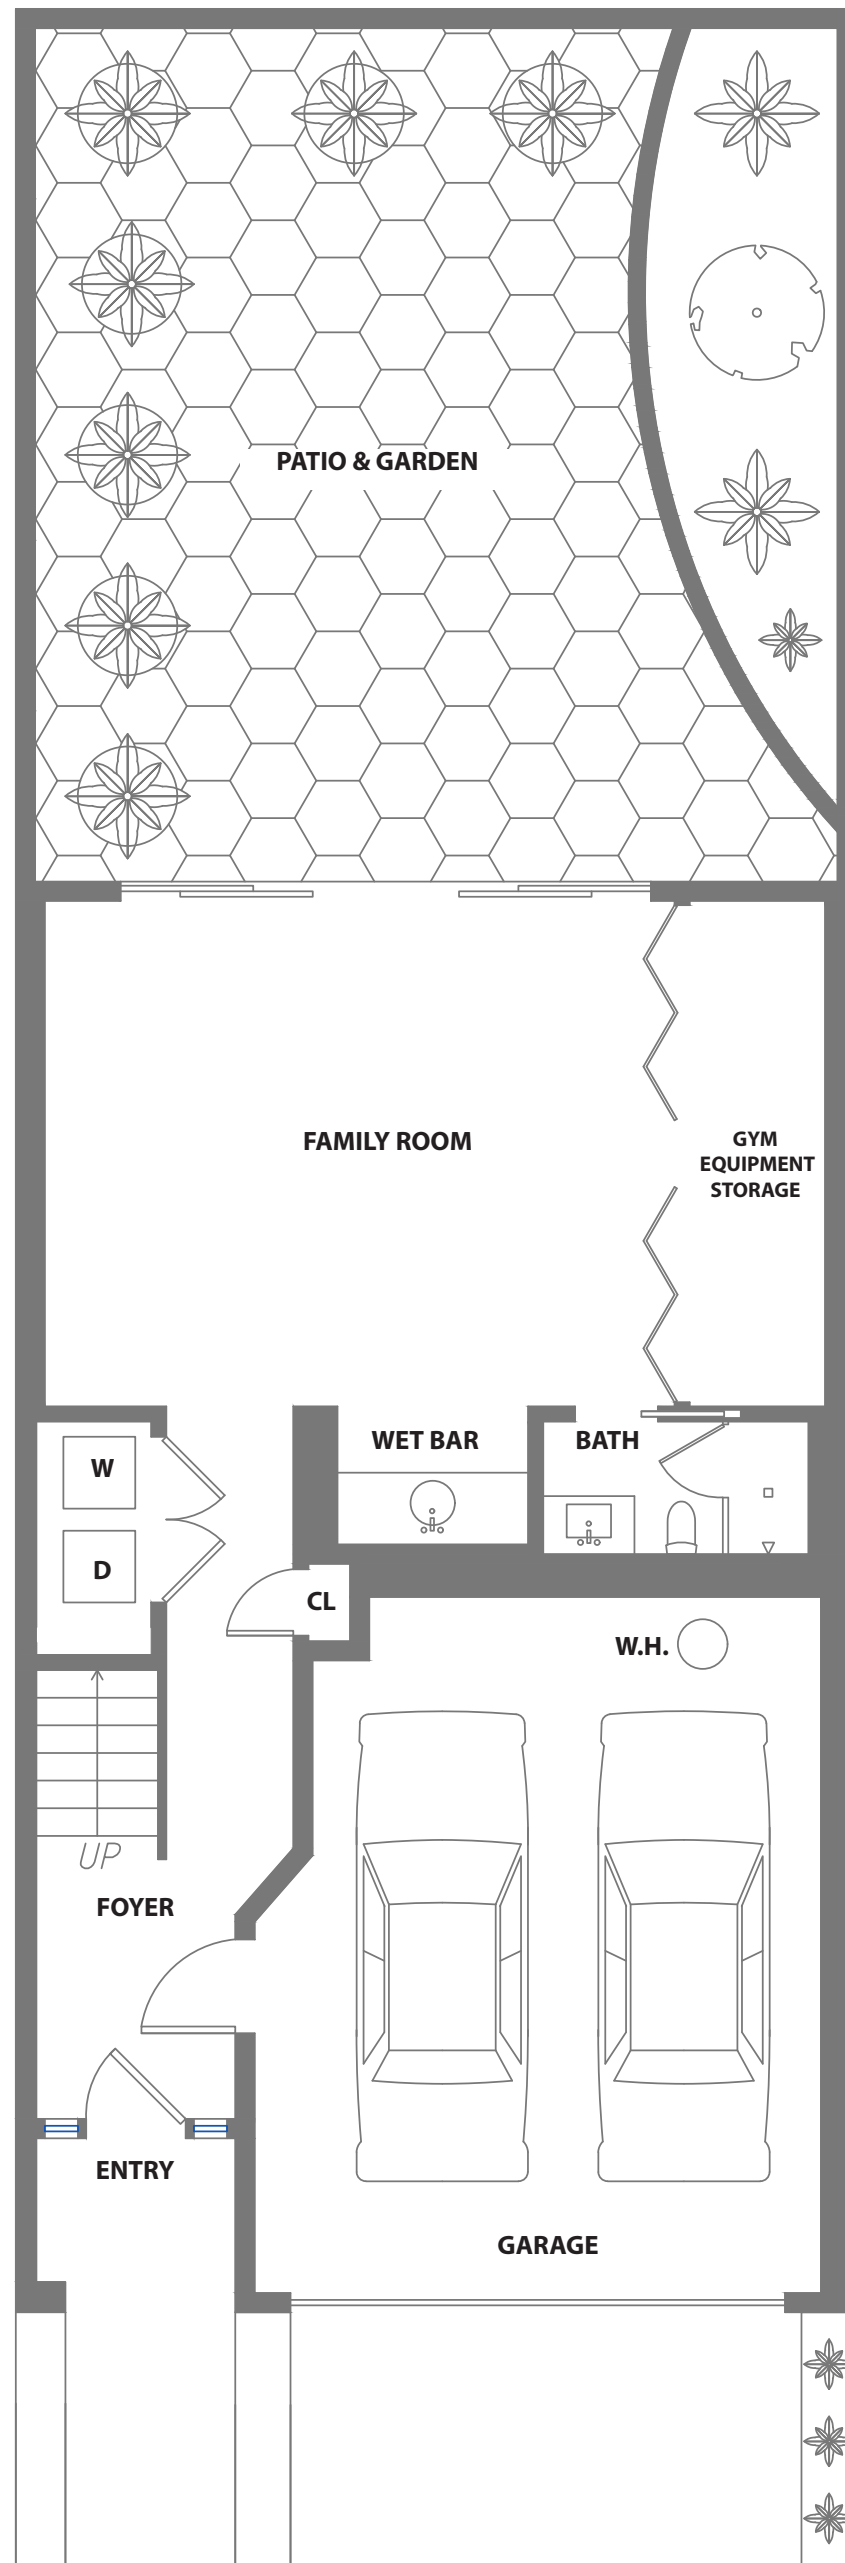 PATIO & GARDEN
FAMILY ROOM
GYM
EQUIPMENT
STORAGE
WET BAR
BATH
W
D
CL
W.H.
UP
FOYER
ENTRY
GARAGE